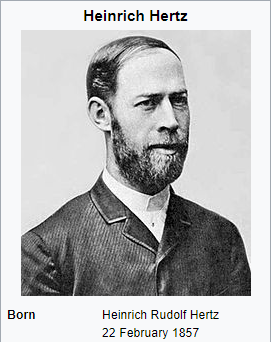 Heinrich Hertz
Born Heinrich Rudolf Hertz
22 February 1857